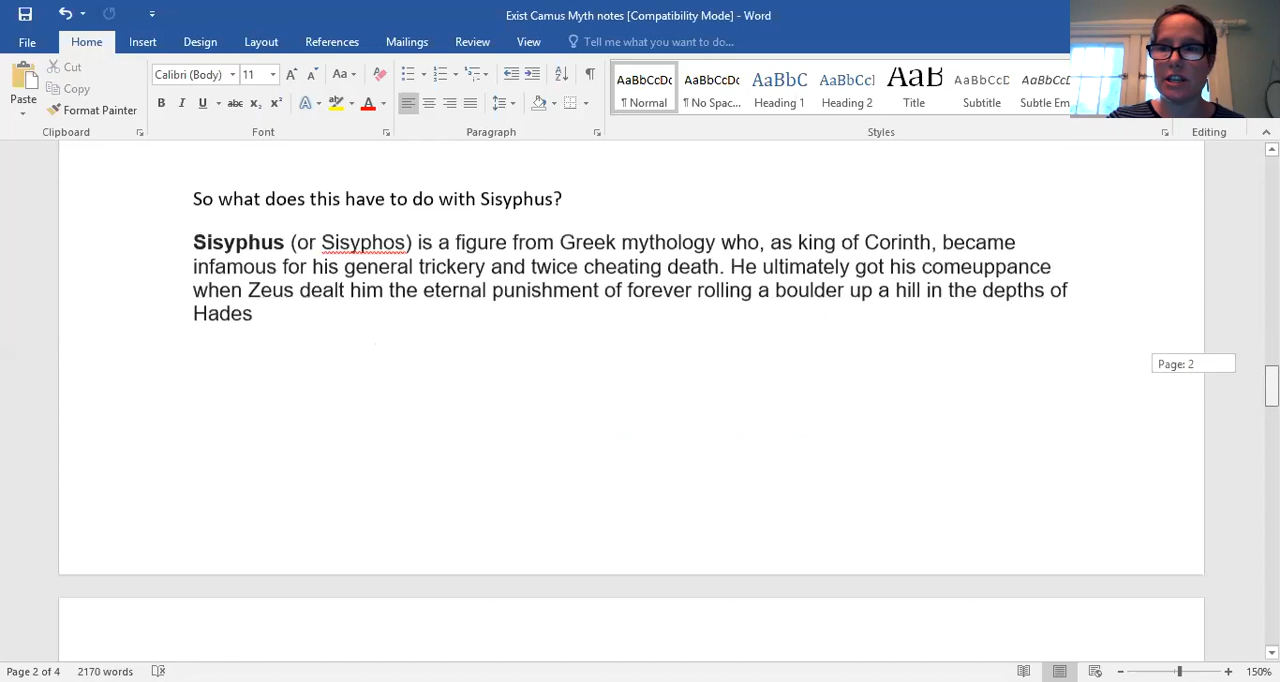 Exist Camus Myth notes [Compatibility Mode] - Word
File Home Insert Design Layout References Mailings Review View Tell me what you want to do...
Paste
Cut
Copy
Format Painter
Clipboard
Calibri (Body) 11 Aa
B I U abc X₂ X² A A
Font
Paragraph
AaBbCcDc AaBbCcDc AaBbC AaBbCcl AaB AaBbCcD AaBbCcD
¶ Normal ¶ No Spac... Heading Heading 2 Title Subtitle Subtle Em
Styles
Editing
So what does this have to do with Sisyphus?
Sisyphus (or Sisyphos) is a figure from Greek mythology who, as king of Corinth, became
infamous for his general trickery and twice cheating death. He ultimately got his comeuppance
when Zeus dealt him the eternal punishment of forever rolling a boulder up a hill in the depths of
Hades
Page: 2
Page 2 of 4 2170 words 150%